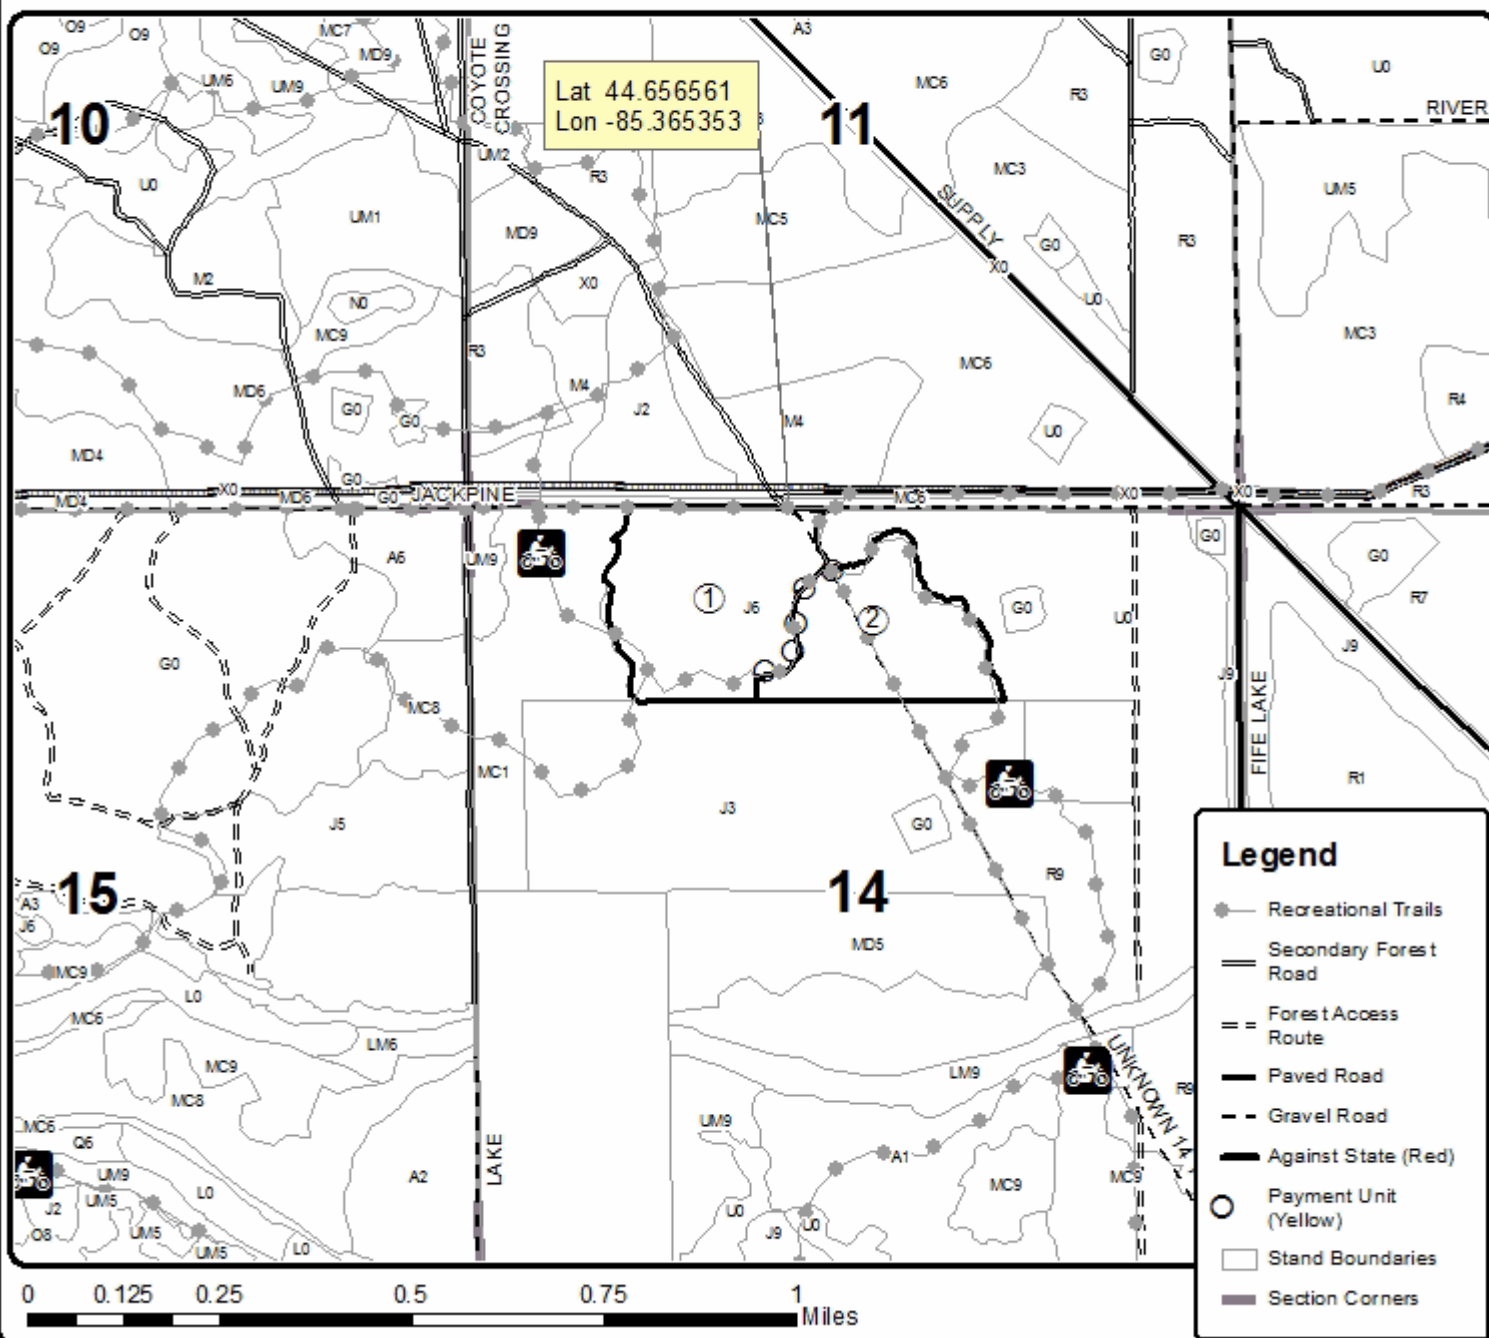 O9
O9
O9
MC7
MD9
UM6
UM9
10
COYOTE
CROSSING
Lat 44.656561
Lon -85.365353
A3
11
MC6
G0
R3
U0
RIVER
UM2
R3
U0
UM1
MD9
MC5
MC3
SUPPLY
G0
R3
UM5
M2
N0
X0
X0
U0
MC9
R3
MC3
MD6
M4
MC6
G0
G0
J2
M4
U0
R4
MD4
G0
MD4
X0
MD6
G0
JACKPINE
MC6
X0
X0
R3
A6
UM9
G0
G0
1
J6
2
G0
U0
R7
G0
J9
J9
FIFE LAKE
MC8
MC1
J3
G0
R1
J5
15
A3
J6
14
R9
MD5
MC9
L0
MC6
LM6
MC9
MC8
LM9
UNKNOWN 14
R9
MC6
Q6
UM9
UM5
L0
J2
O8
UM5
UM5
L0
A2
LAKE
UM9
A1
U0
J9
U0
MC9
MC9
Legend
Recreational Trails
Secondary Forest
Road
Forest Access
Route
Paved Road
Gravel Road
Against State (Red)
Payment Unit
(Yellow)
Stand Boundaries
Section Corners
0 0.125 0.25 0.5 0.75 1
Miles